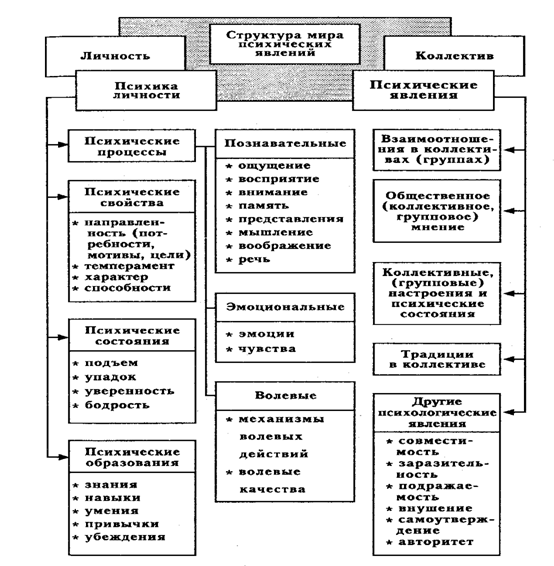 Структура мира
психических
явлений
Личность
Коллектив
Психика
личности
Психические
явления
Психические
процессы
Психические
свойства
* направлен-
ность (пот-
ребности,
мотивы, цели)
* темперамент
* характер
* способности
Психические
состояния
* подъем
* упадок
* уверенность
* бодрость
Психические
образования
* знания
* навыки
* умения
* привычки
* убеждения
Познавательные
* ощущение
* восприятие
* внимание
* память
* представления
* мышление
* воображение
* речь
Эмоциональные
* эмоции
* чувства
Волевые
* механизмы
волевых
действий
* волевые
качества
Взаимоотноше-
ния в коллекти-
вах (группах)
Общественное
(коллективное,
групповое)
мнение
Коллективные,
(групповые)
настроения и
психические
состояния
Традиции
в коллективе
Другие
психологические
явления
* совмести-
мость
* заразитель-
ность
* подражае-
мость
* внушение
* самоутверж-
дение
* авторитет